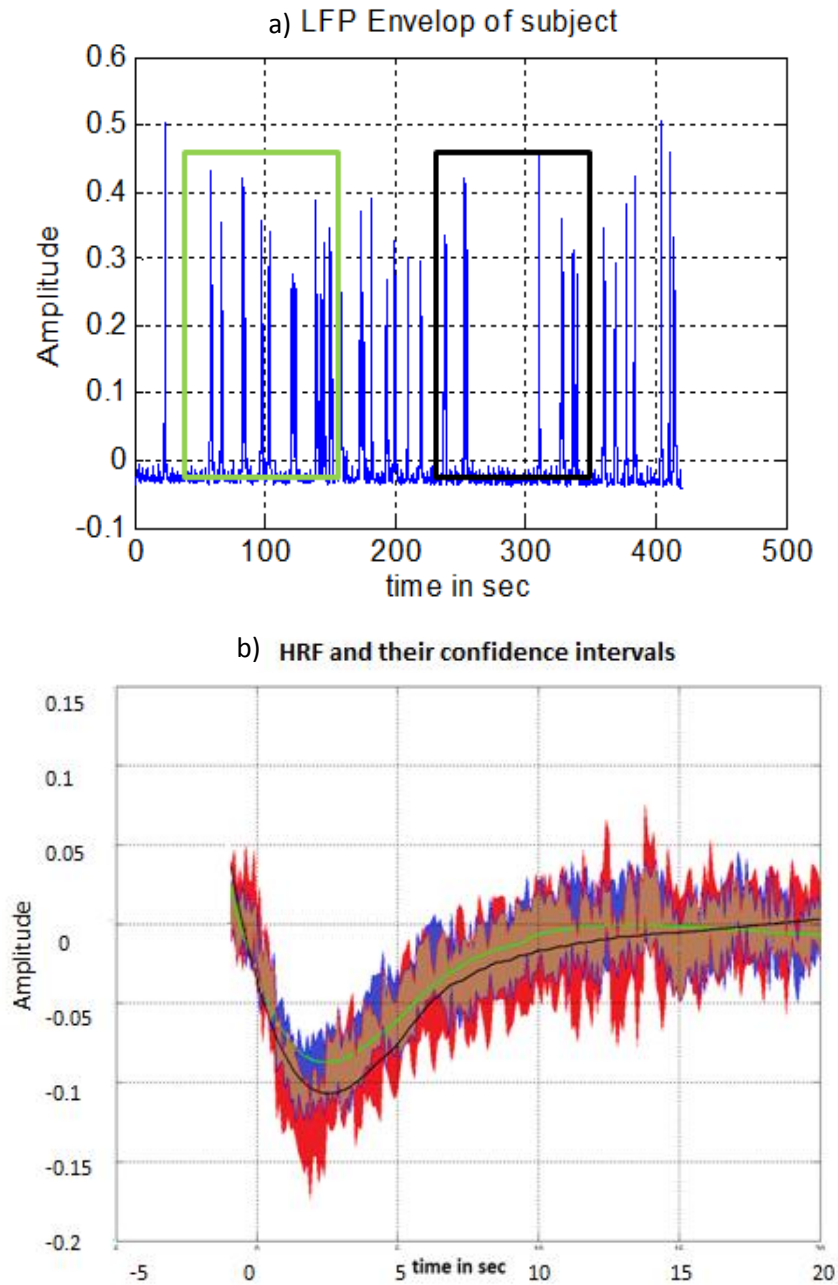 a) LFP Envelop of subject
0.6
0.5
0.4
0.3
0.2
0.1
0
-0.1
Amplitude
0 100 200 300 400 500
time in sec
b) HRF and their confidence intervals
0.15
0.1
0.05
0
-0.05
-0.1
-0.15
-0.2
Amplitude
-5 0 5 time in sec 10 15 20